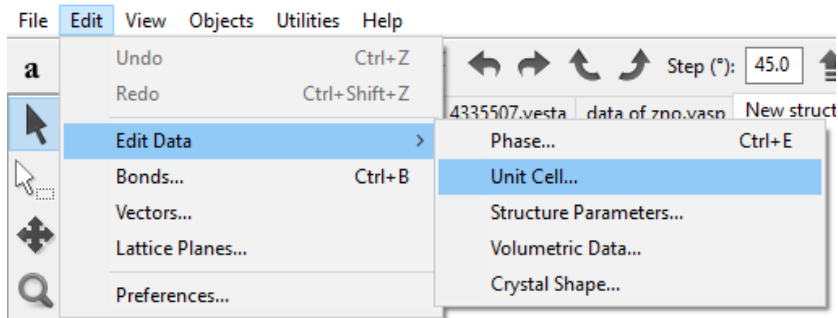 File Edit View Objects Utilities Help
a Undo Ctrl+Z Step (°): 45.0
Redo Ctrl+Shift+Z
4335507.vesta data of zno.vasp New struct
Edit Data > Phase... Ctrl+E
Bonds... Ctrl+B Unit Cell...
Vectors... Structure Parameters...
Lattice Planes... Volumetric Data...
Preferences... Crystal Shape...